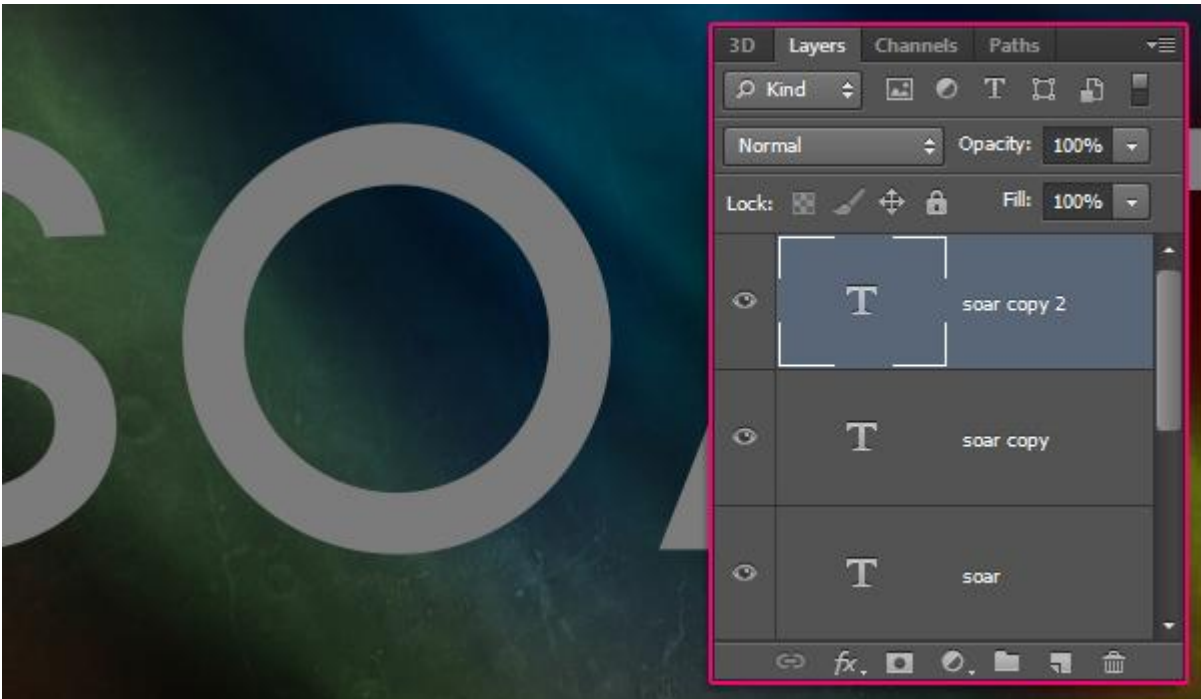 SO
3D Layers Channels Paths
Kind T
Normal Opacity: 100%
Lock: Fill: 100%
T soar copy 2
T soar copy
T soar
fx.